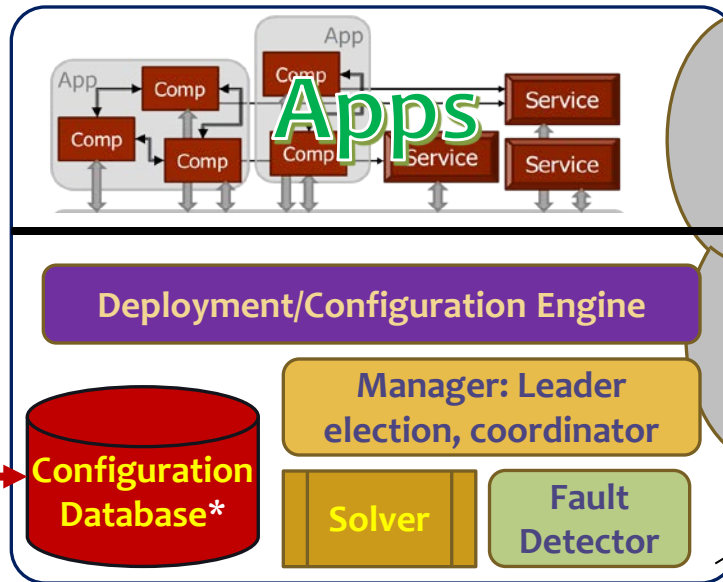 App
App
Comp
Comp
Apps
Service
Comp
Comp
Comp
Service
Service
Deployment/Configuration Engine
Manager: Leader
election, coordinator
Configuration
Database*
Solver
Fault
Detector